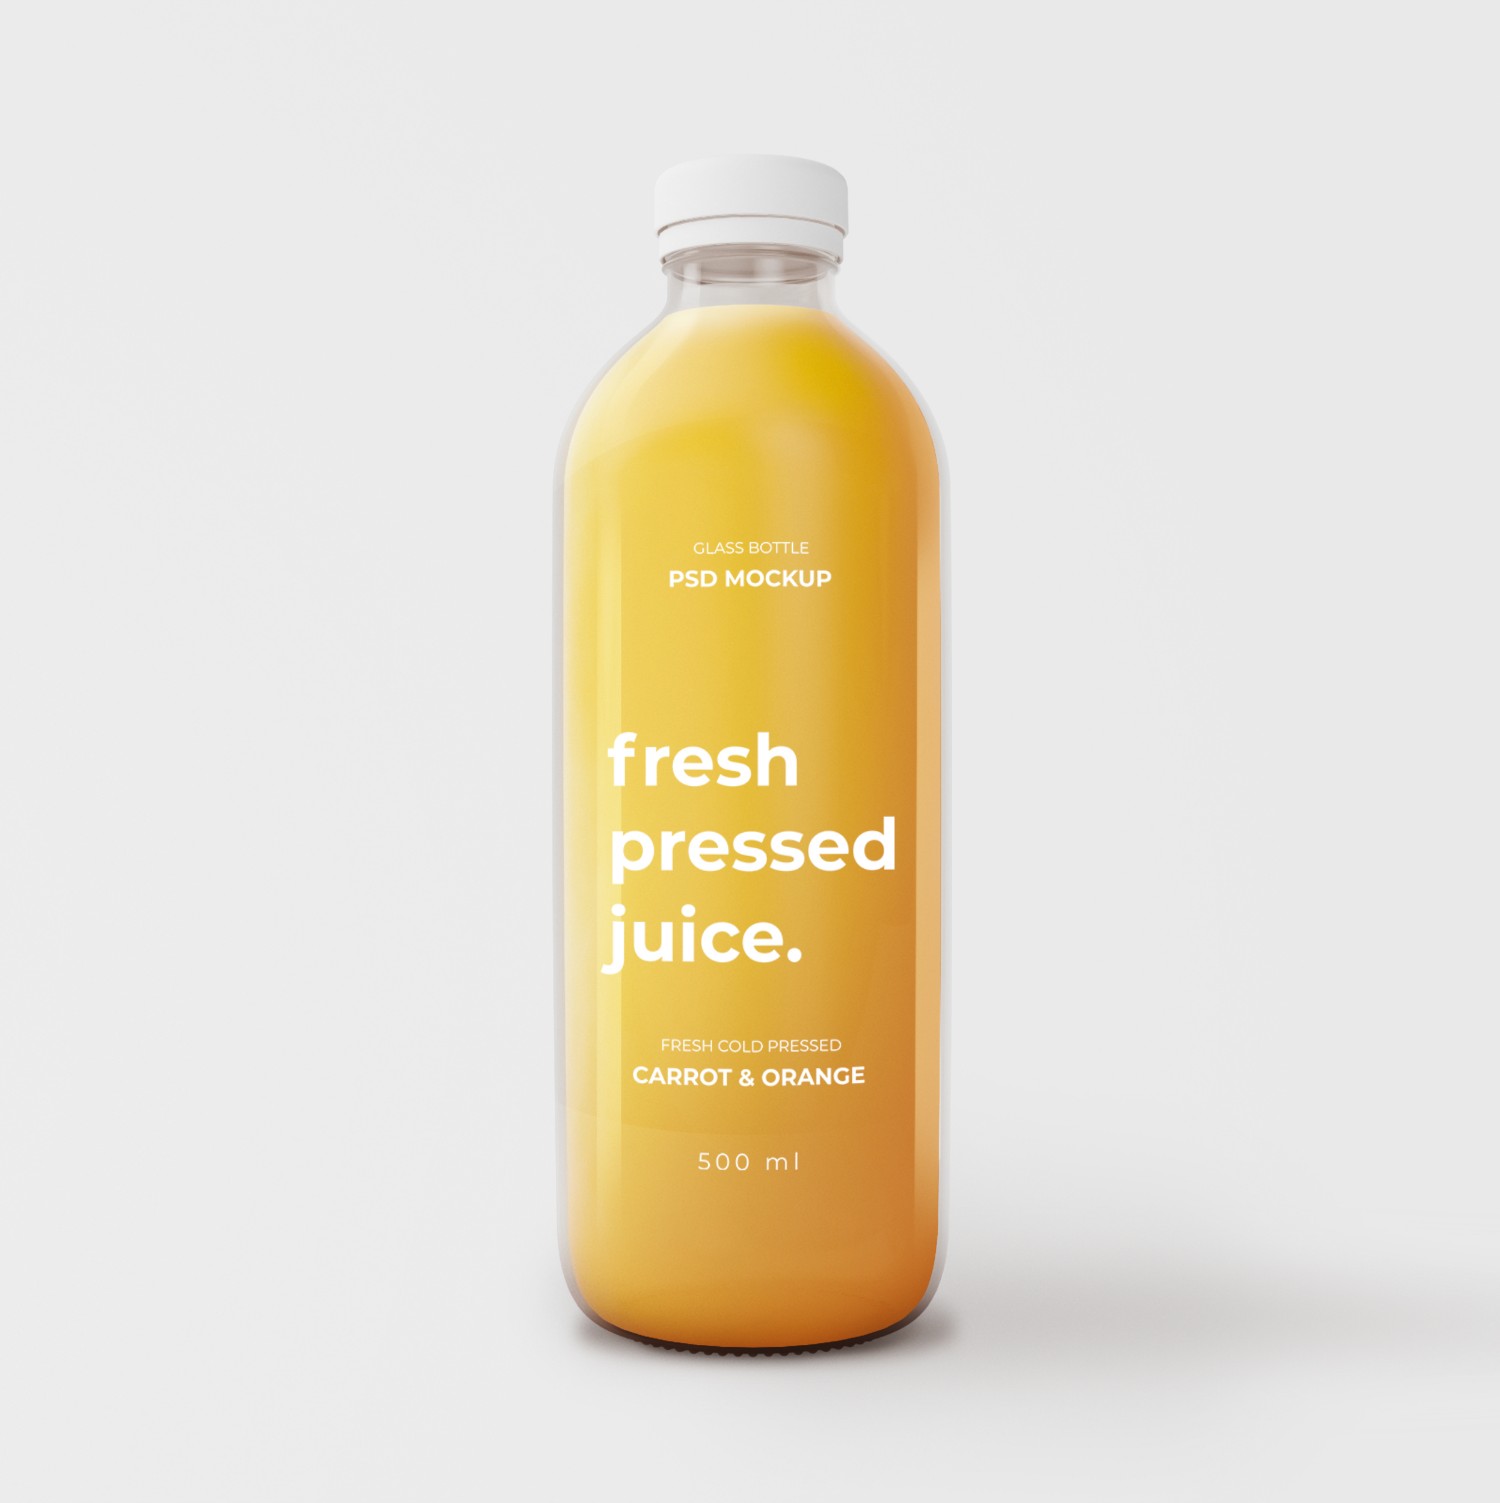 GLASS BOTTLE
PSD MOCKUP
fresh
pressed
juice.
FRESH COLD PRESSED
CARROT & ORANGE
500 ml